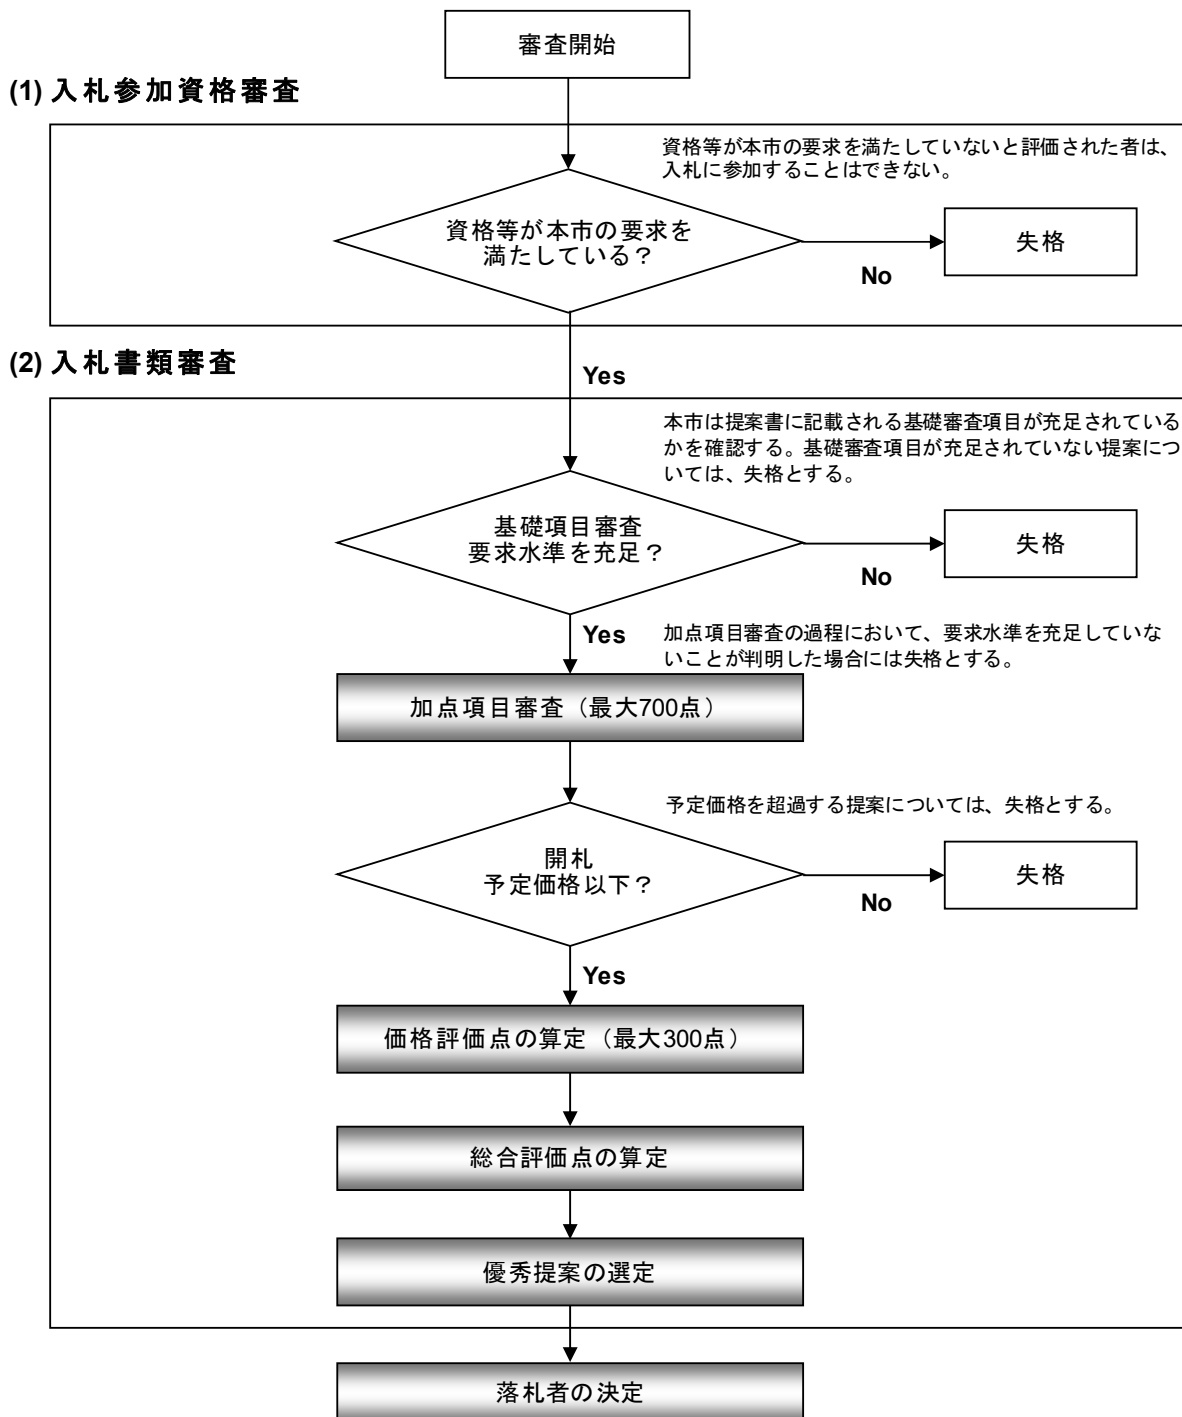 審査開始
(1) 入札参加資格審査
資格等が本市の要求を満たしていないと評価された者は、
入札に参加することはできない。
資格等が本市の要求を
満たしている？
失格
No
(2) 入札書類審査
Yes
本市は提案書に記載される基礎審査項目が充足されている
かを確認する。基礎審査項目が充足されていない提案につ
いては、失格とする。
基礎項目審査
要求水準を充足？
失格
No
Yes
加点項目審査の過程において、要求水準を充足していな
いことが判明した場合には失格とする。
加点項目審査（最大700点）
予定価格を超過する提案については、失格とする。
開札
予定価格以下？
失格
No
Yes
価格評価点の算定（最大300点）
総合評価点の算定
優秀提案の選定
落札者の決定